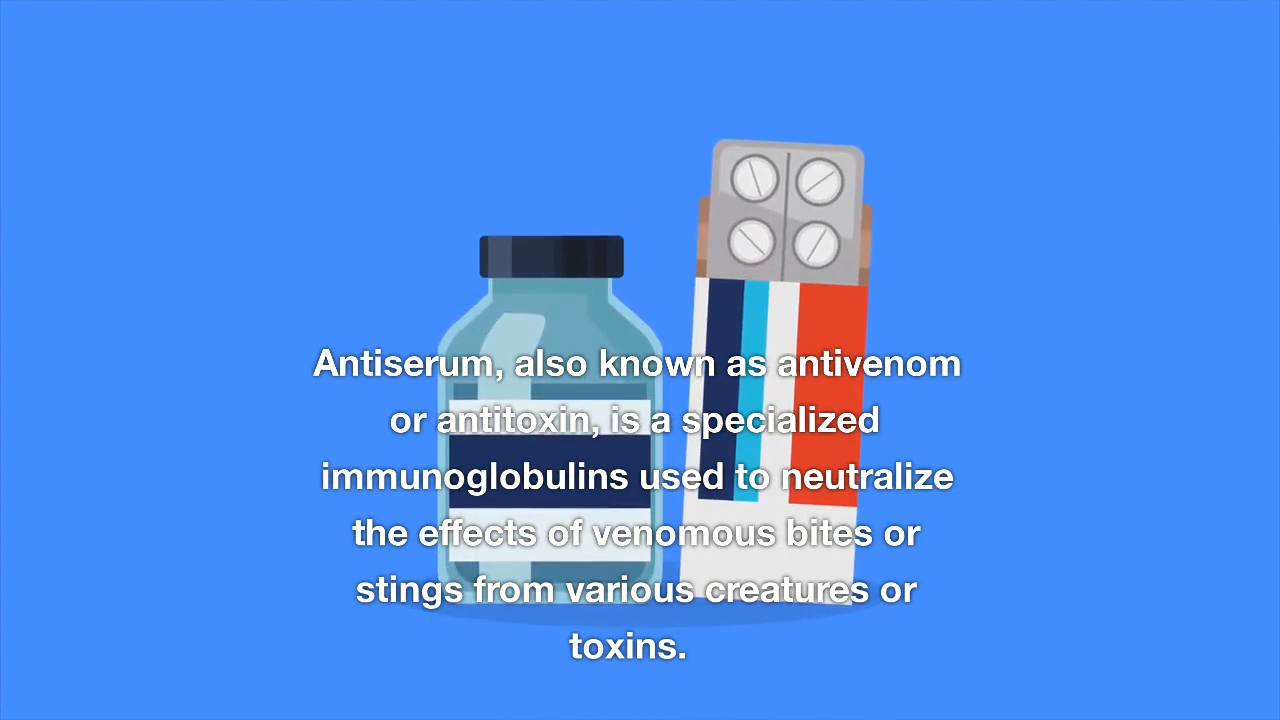 Antiserum, also known as antivenom
or antitoxin, is a specialized
immunoglobulins used to neutralize
the effects of venomous bites or
stings from various creatures or
toxins.